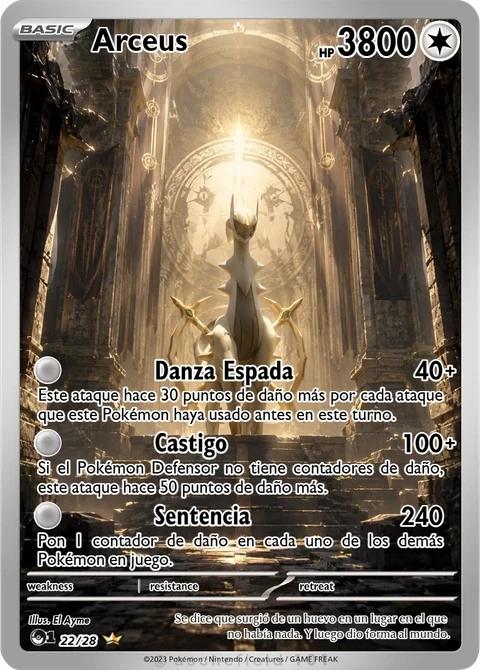 BASIC
Arceus HP 3800
Danza Espada 40+
Este ataque hace 30 puntos de daño más por cada ataque
que este Pokémon haya usado antes en este turno.
Castigo 100+
Si el Pokémon Defensor no tiene contadores de daño,
este ataque hace 50 puntos de daño más.
Sentencia 240
Pon 1 contador de daño en cada uno de los demás
Pokémon en juego.
weakness resistance retreat
Illus. El Ayme
Se dice que surgió de un huevo en un lugar en el que
no había nada. Y luego dio forma al mundo.
22/28
©2023 Pokémon / Nintendo / Creatures / GAME FREAK